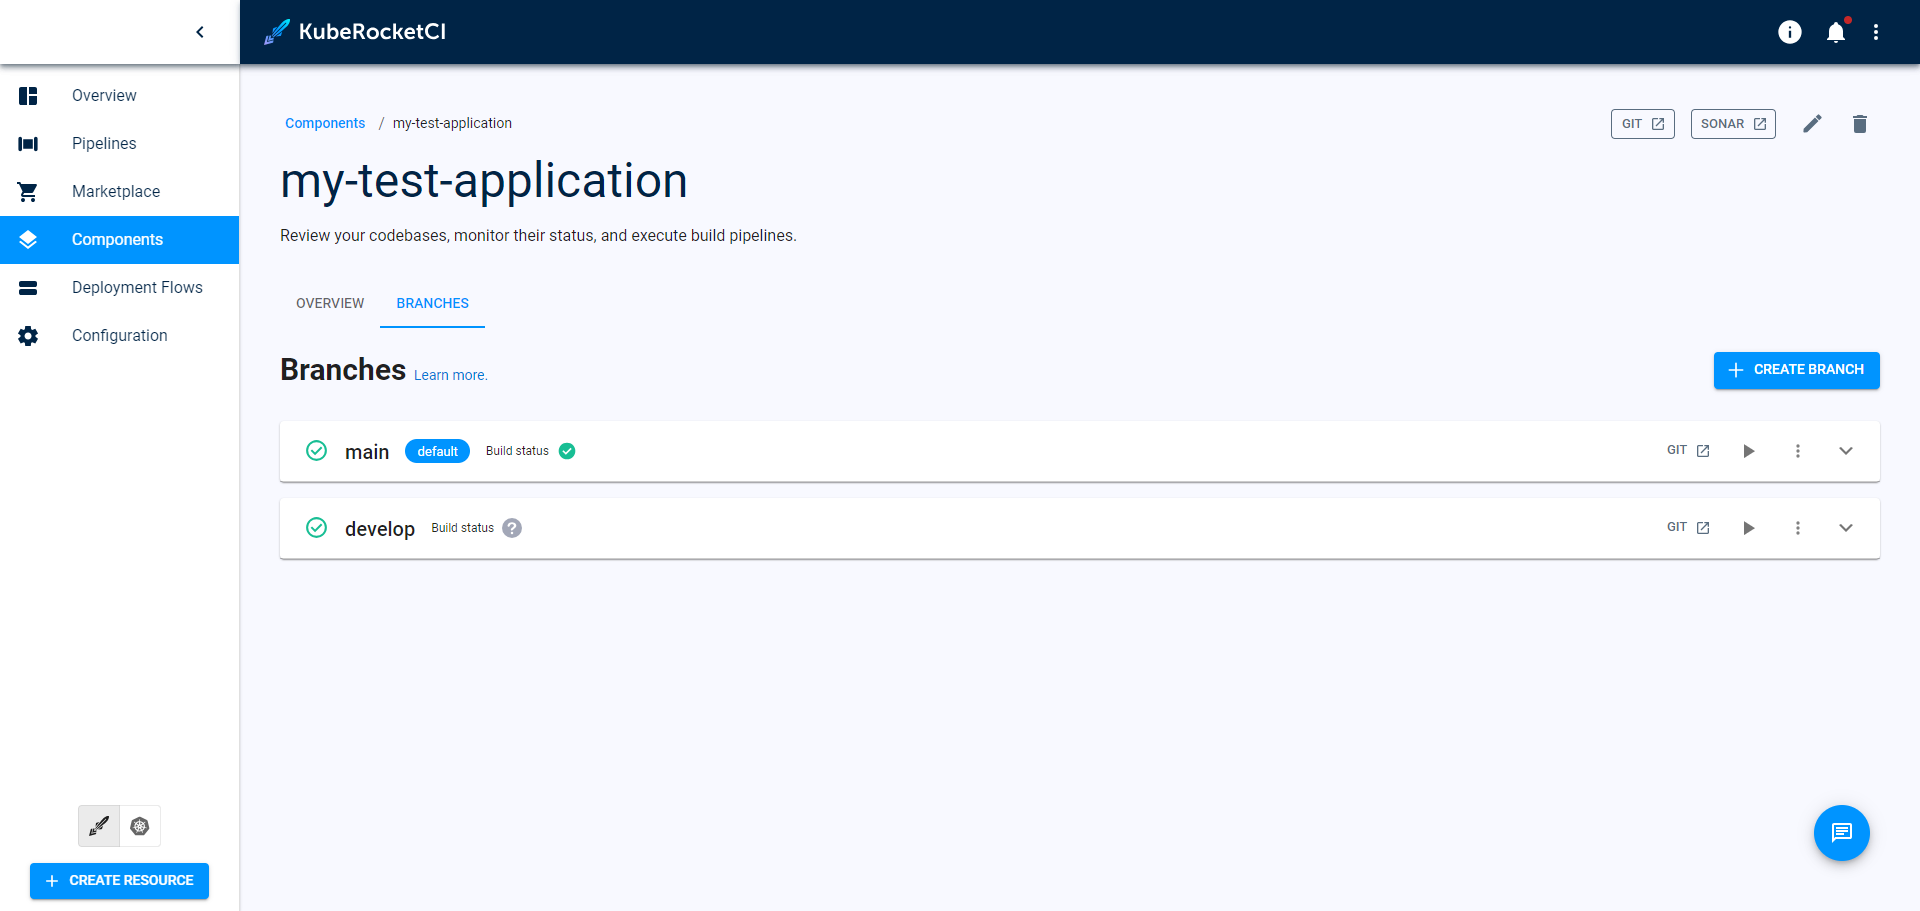 KubeRocketCI
Overview
Pipelines
Marketplace
Components
Deployment Flows
Configuration
CREATE RESOURCE
Components / my-test-application
GIT
SONAR
my-test-application
Review your codebases, monitor their status, and execute build pipelines.
OVERVIEW
BRANCHES
Branches Learn more.
CREATE BRANCH
main default Build status
GIT
develop Build status ?
GIT